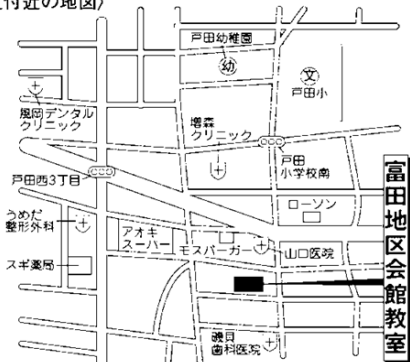 付近の地図〉
戸田幼稚園
幼
文
戸田小
風岡デンタル
クリニック
増森
クリニック
戸田
小学校南
戸田西3丁目
ローソン
うめだ
整形外科
アオキ
スーパー
モスバーガー
山口医院
スギ薬局
富田地区会館教室
磯貝
歯科医院